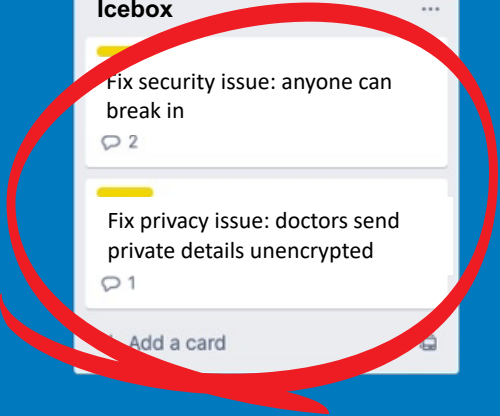 Icebox
Fix security issue: anyone can
break in
2
Fix privacy issue: doctors send
private details unencrypted
1
Add a card